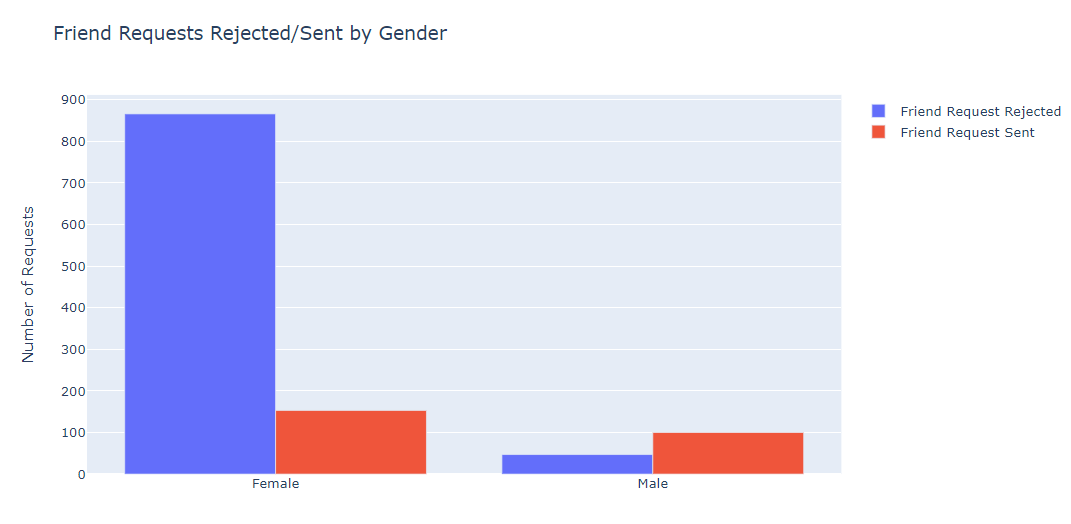 Friend Requests Rejected/Sent by Gender
Friend Request Rejected
Friend Request Sent
Number of Requests
900
800
700
600
500
400
300
200
100
0
Female
Male